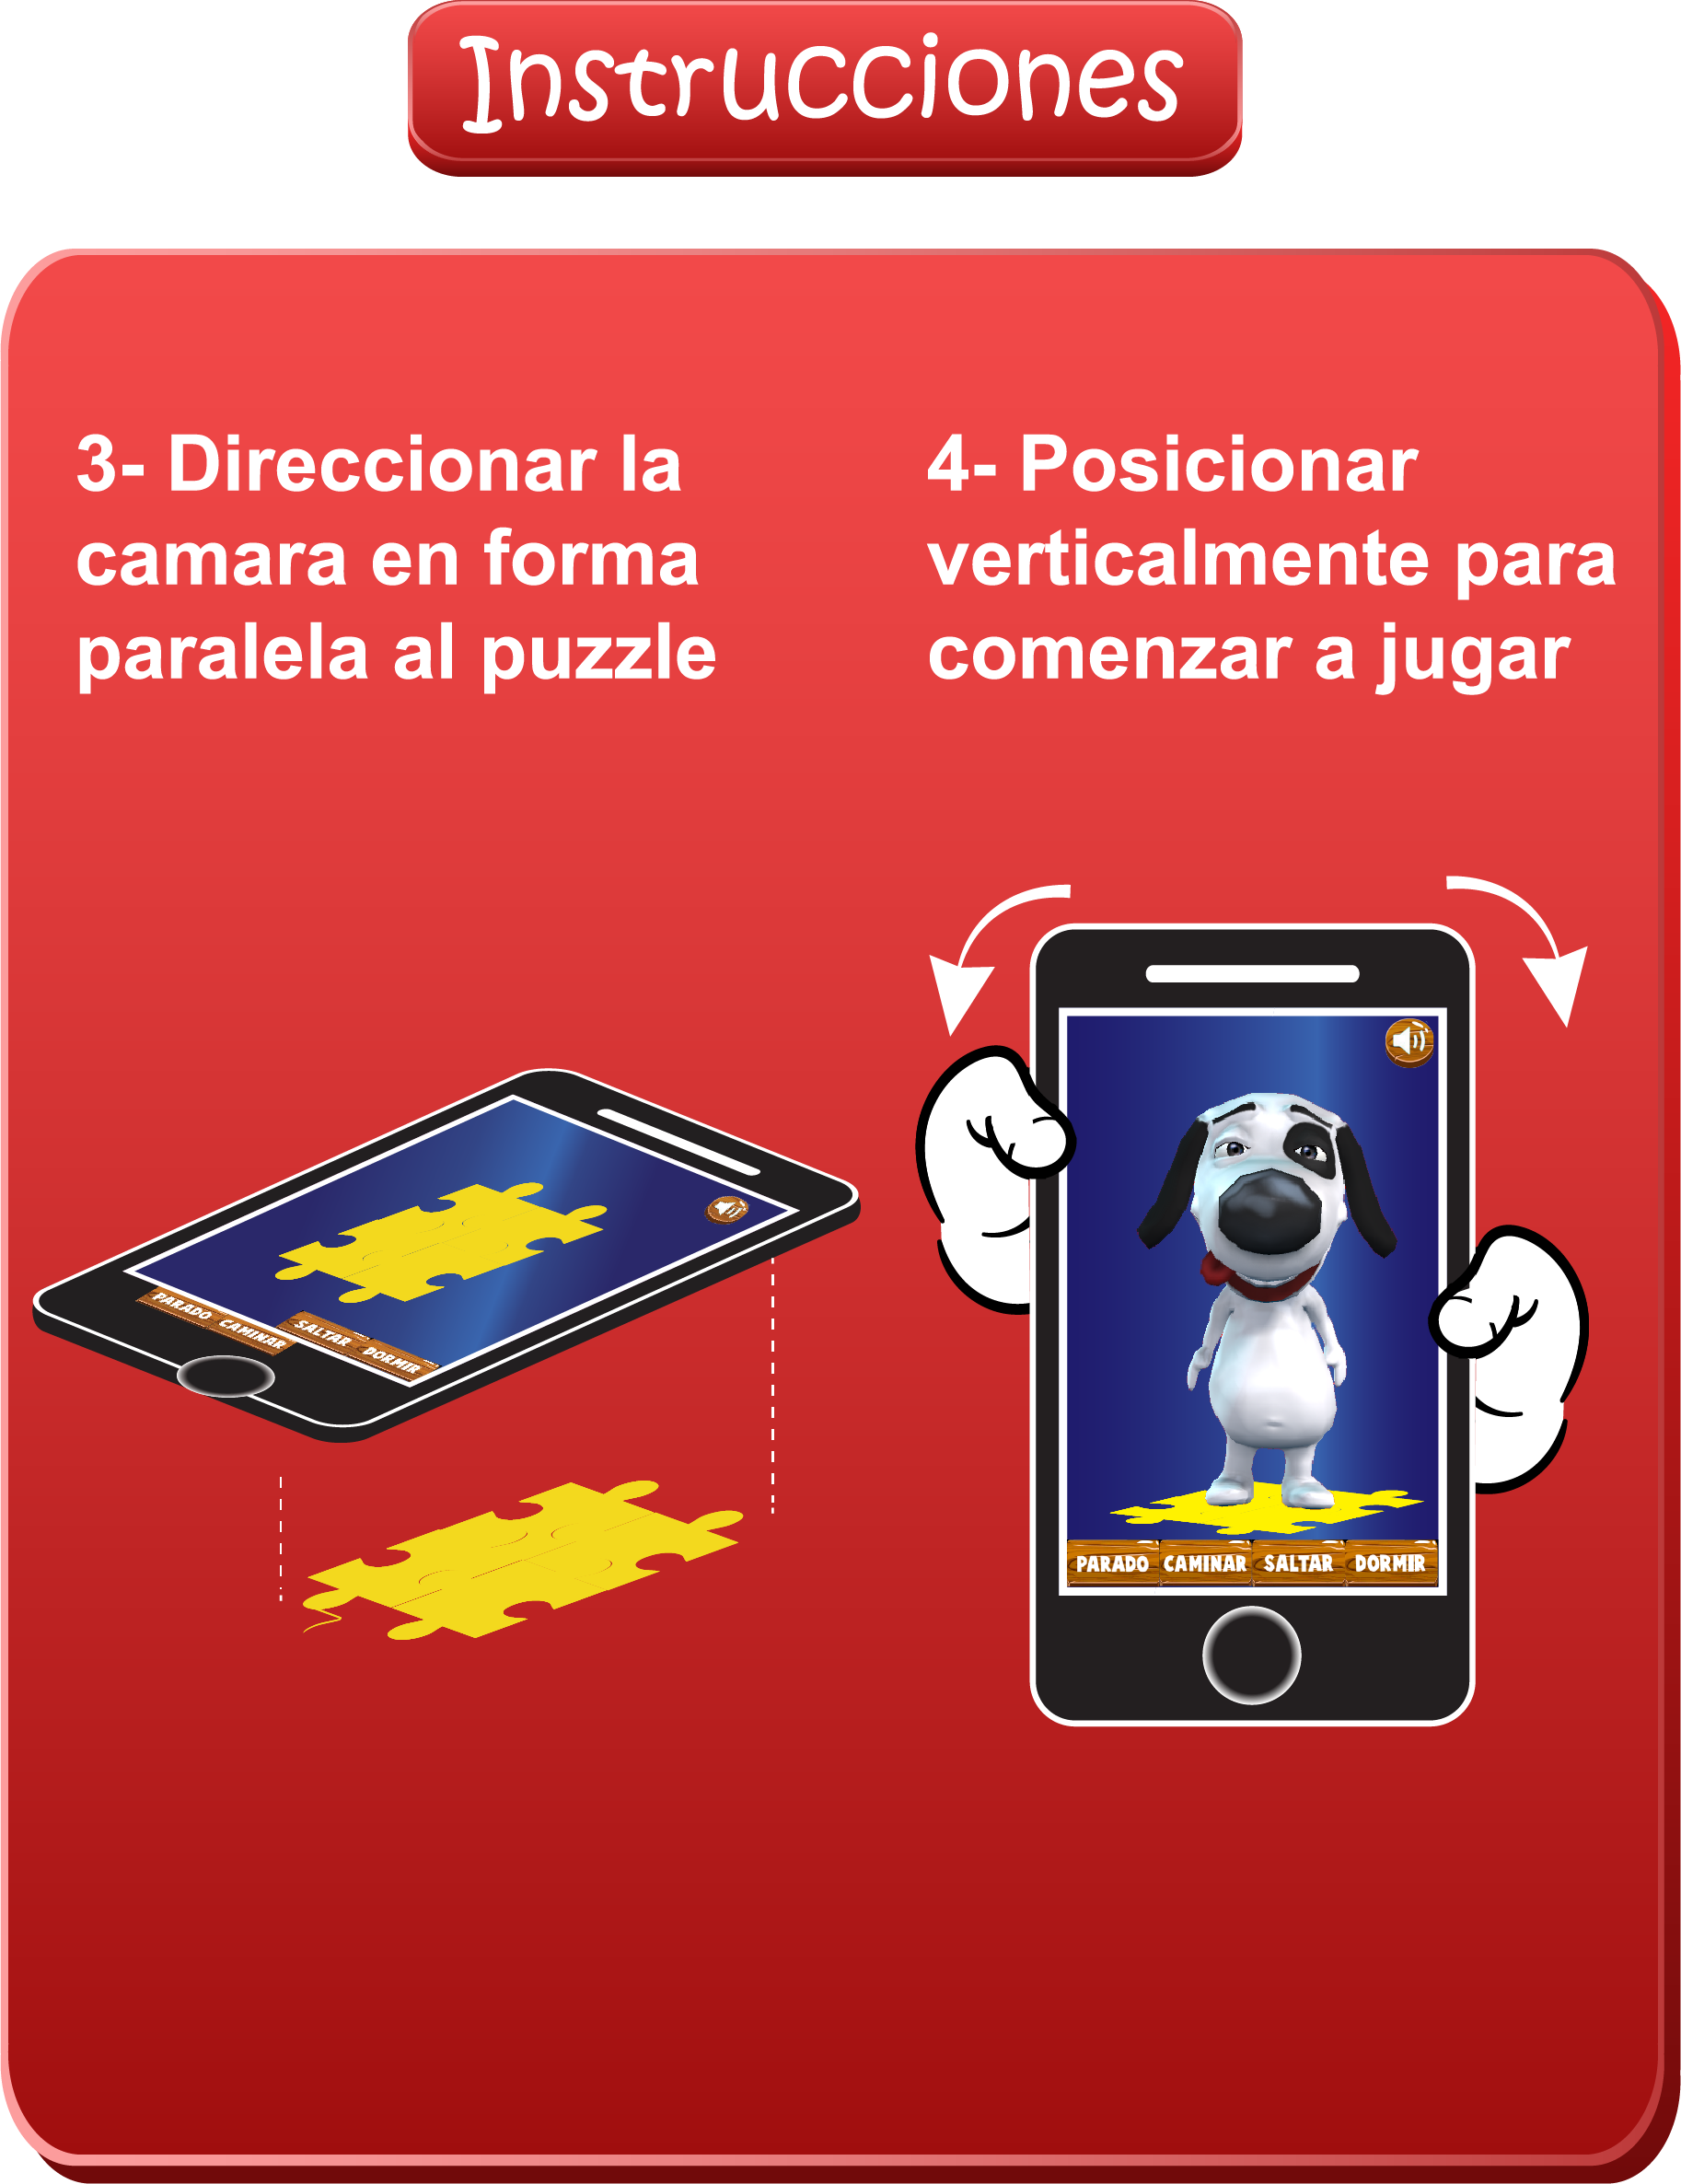 Instrucciones
3- Direccionar la
camara en forma
paralela al puzzle
4- Posicionar
verticalmente para
comenzar a jugar
PARADO CAMINAR SALTAR DORMIR
PARADO CAMINAR SALTAR DORMIR